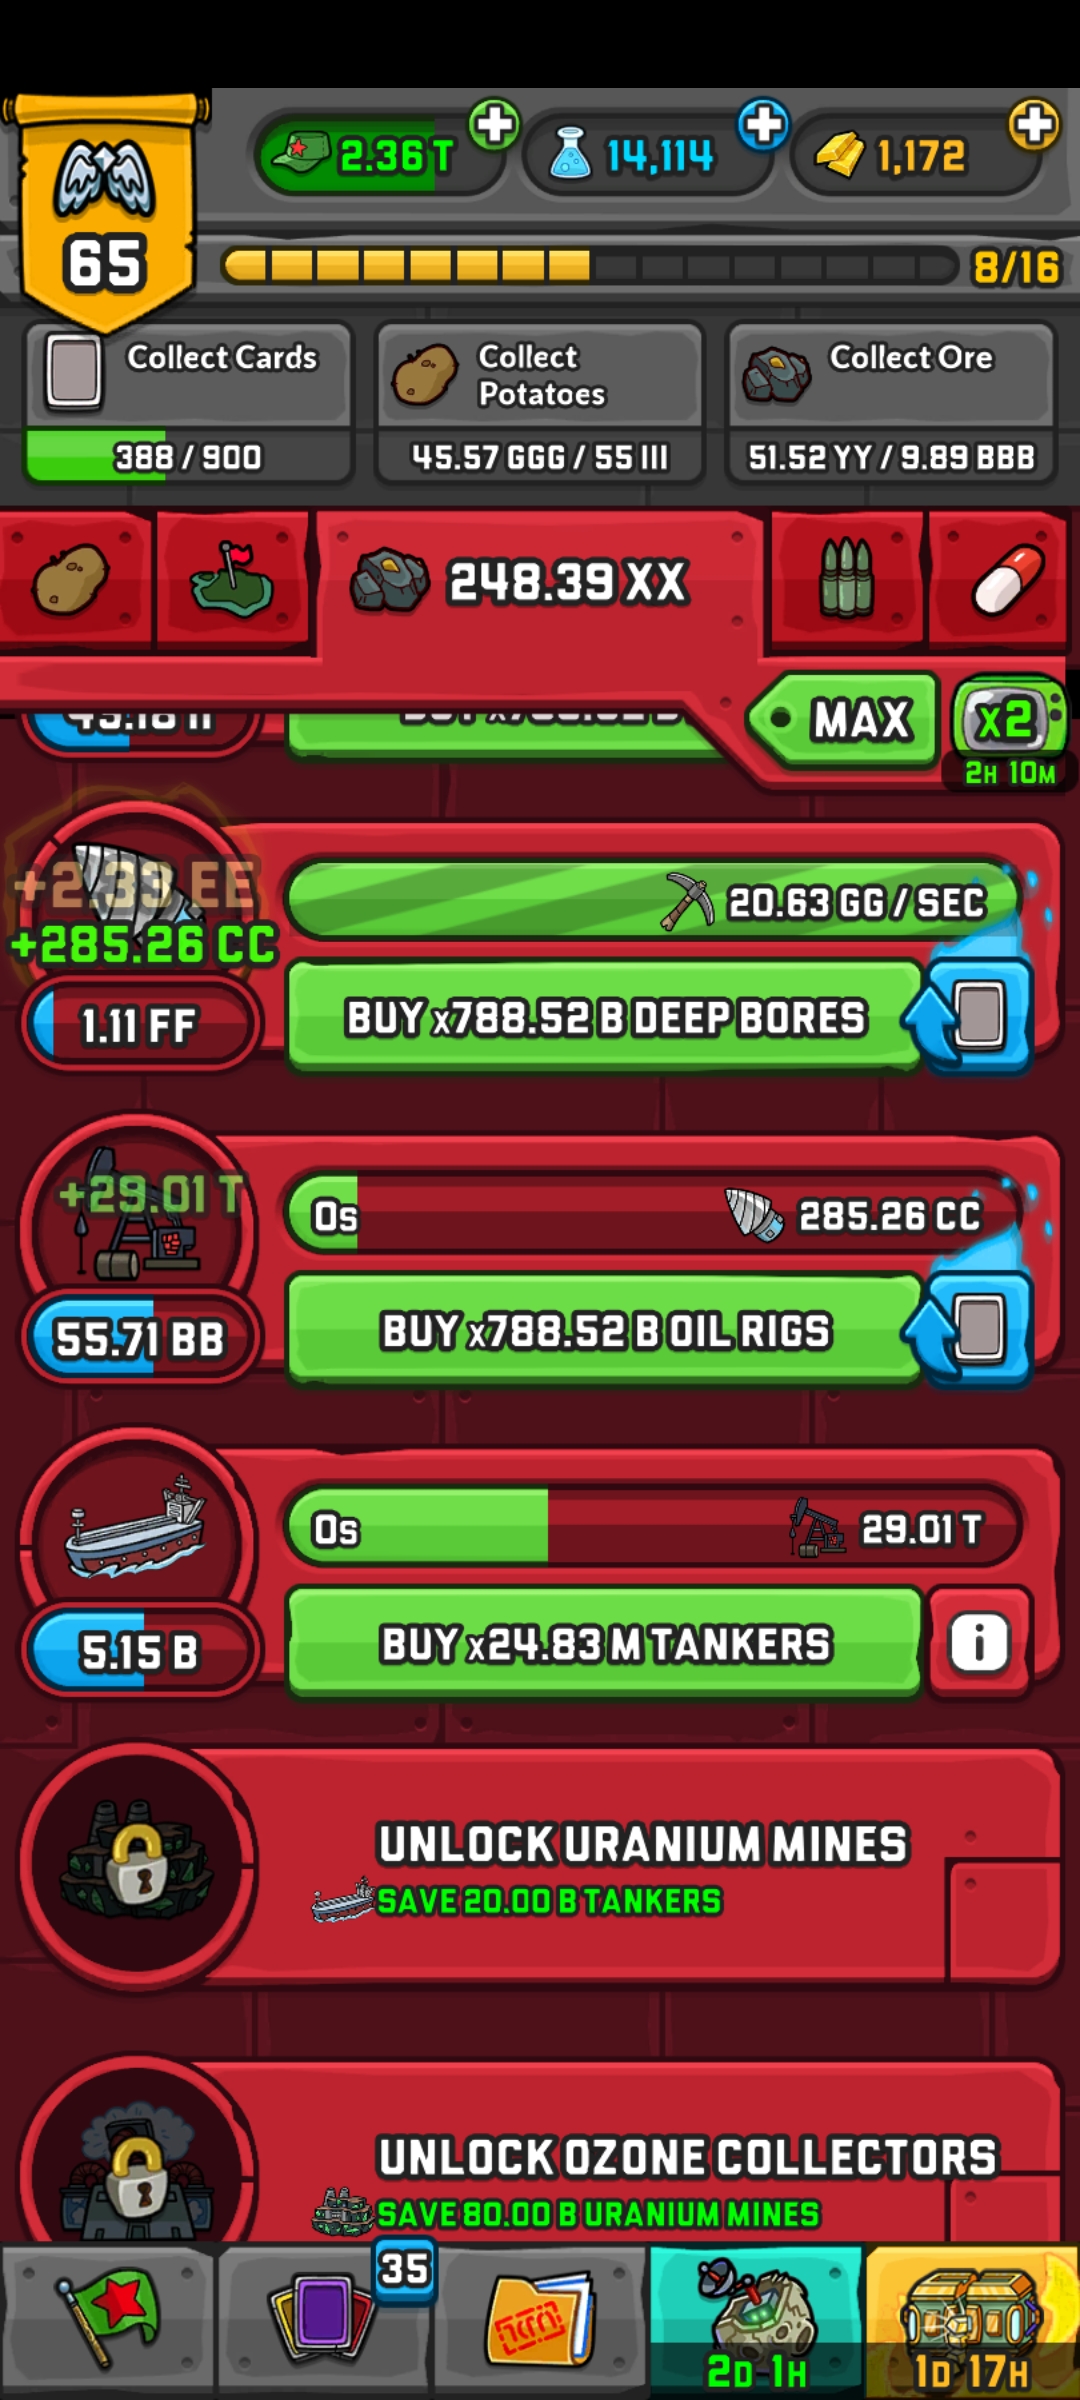 2.36 T
14,114
1,172
65
8/16
Collect Cards
388 / 900
Collect
Potatoes
45.57 GGG / 55 III
Collect Ore
51.52 YY / 9.89 BBB
248.39 XX
MAX
x2
2H 10M
+2.33 EE
+285.26 CC
20.63 GG / SEC
1.11 FF
BUY x788.52 B DEEP BORES
+29.01 T
0s
285.26 CC
55.71 BB
BUY x788.52 B OIL RIGS
0s
29.01 T
5.15 B
BUY x24.83 M TANKERS
i
UNLOCK URANIUM MINES
SAVE 20.00 B TANKERS
UNLOCK OZONE COLLECTORS
SAVE 80.00 B URANIUM MINES
35
2D 1H
1D 17H